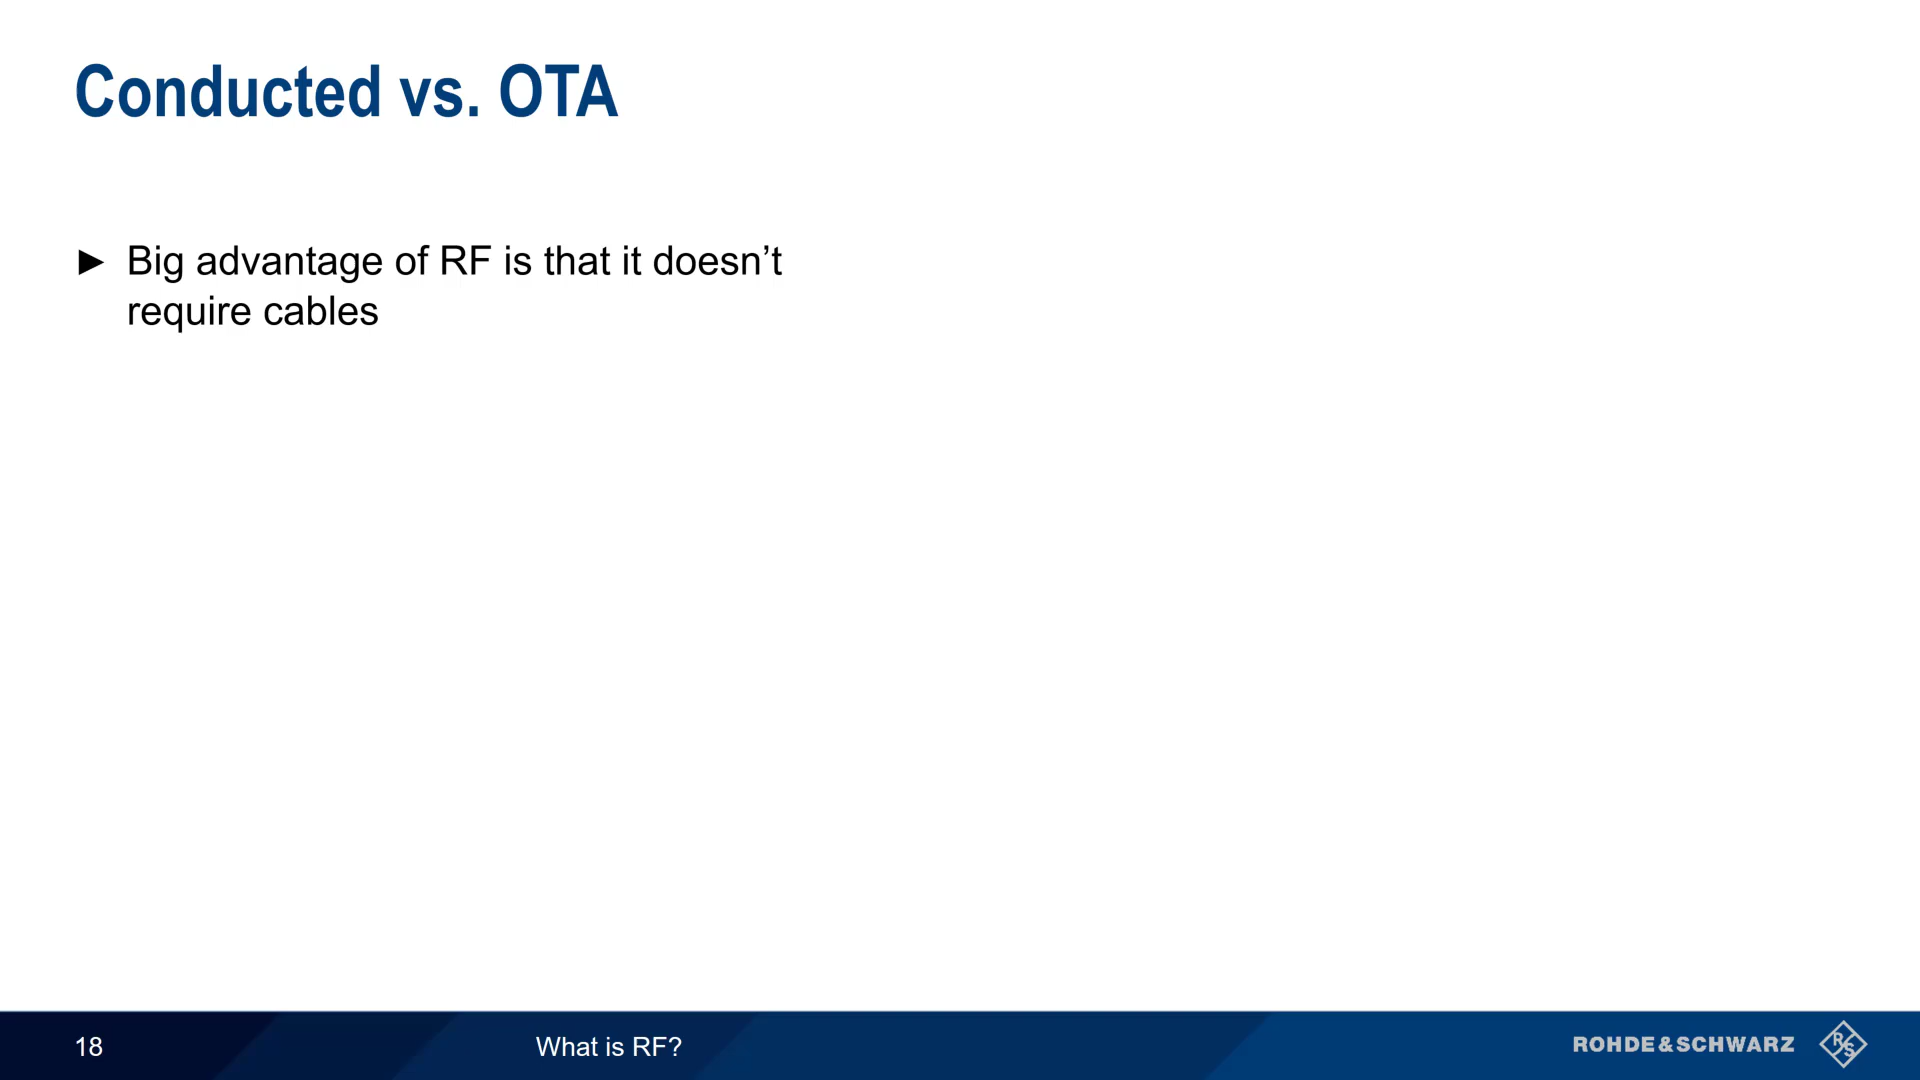 Conducted vs. OTA
► Big advantage of RF is that it doesn’t
require cables
18
What is RF?
ROHDE&SCHWARZ
R
S